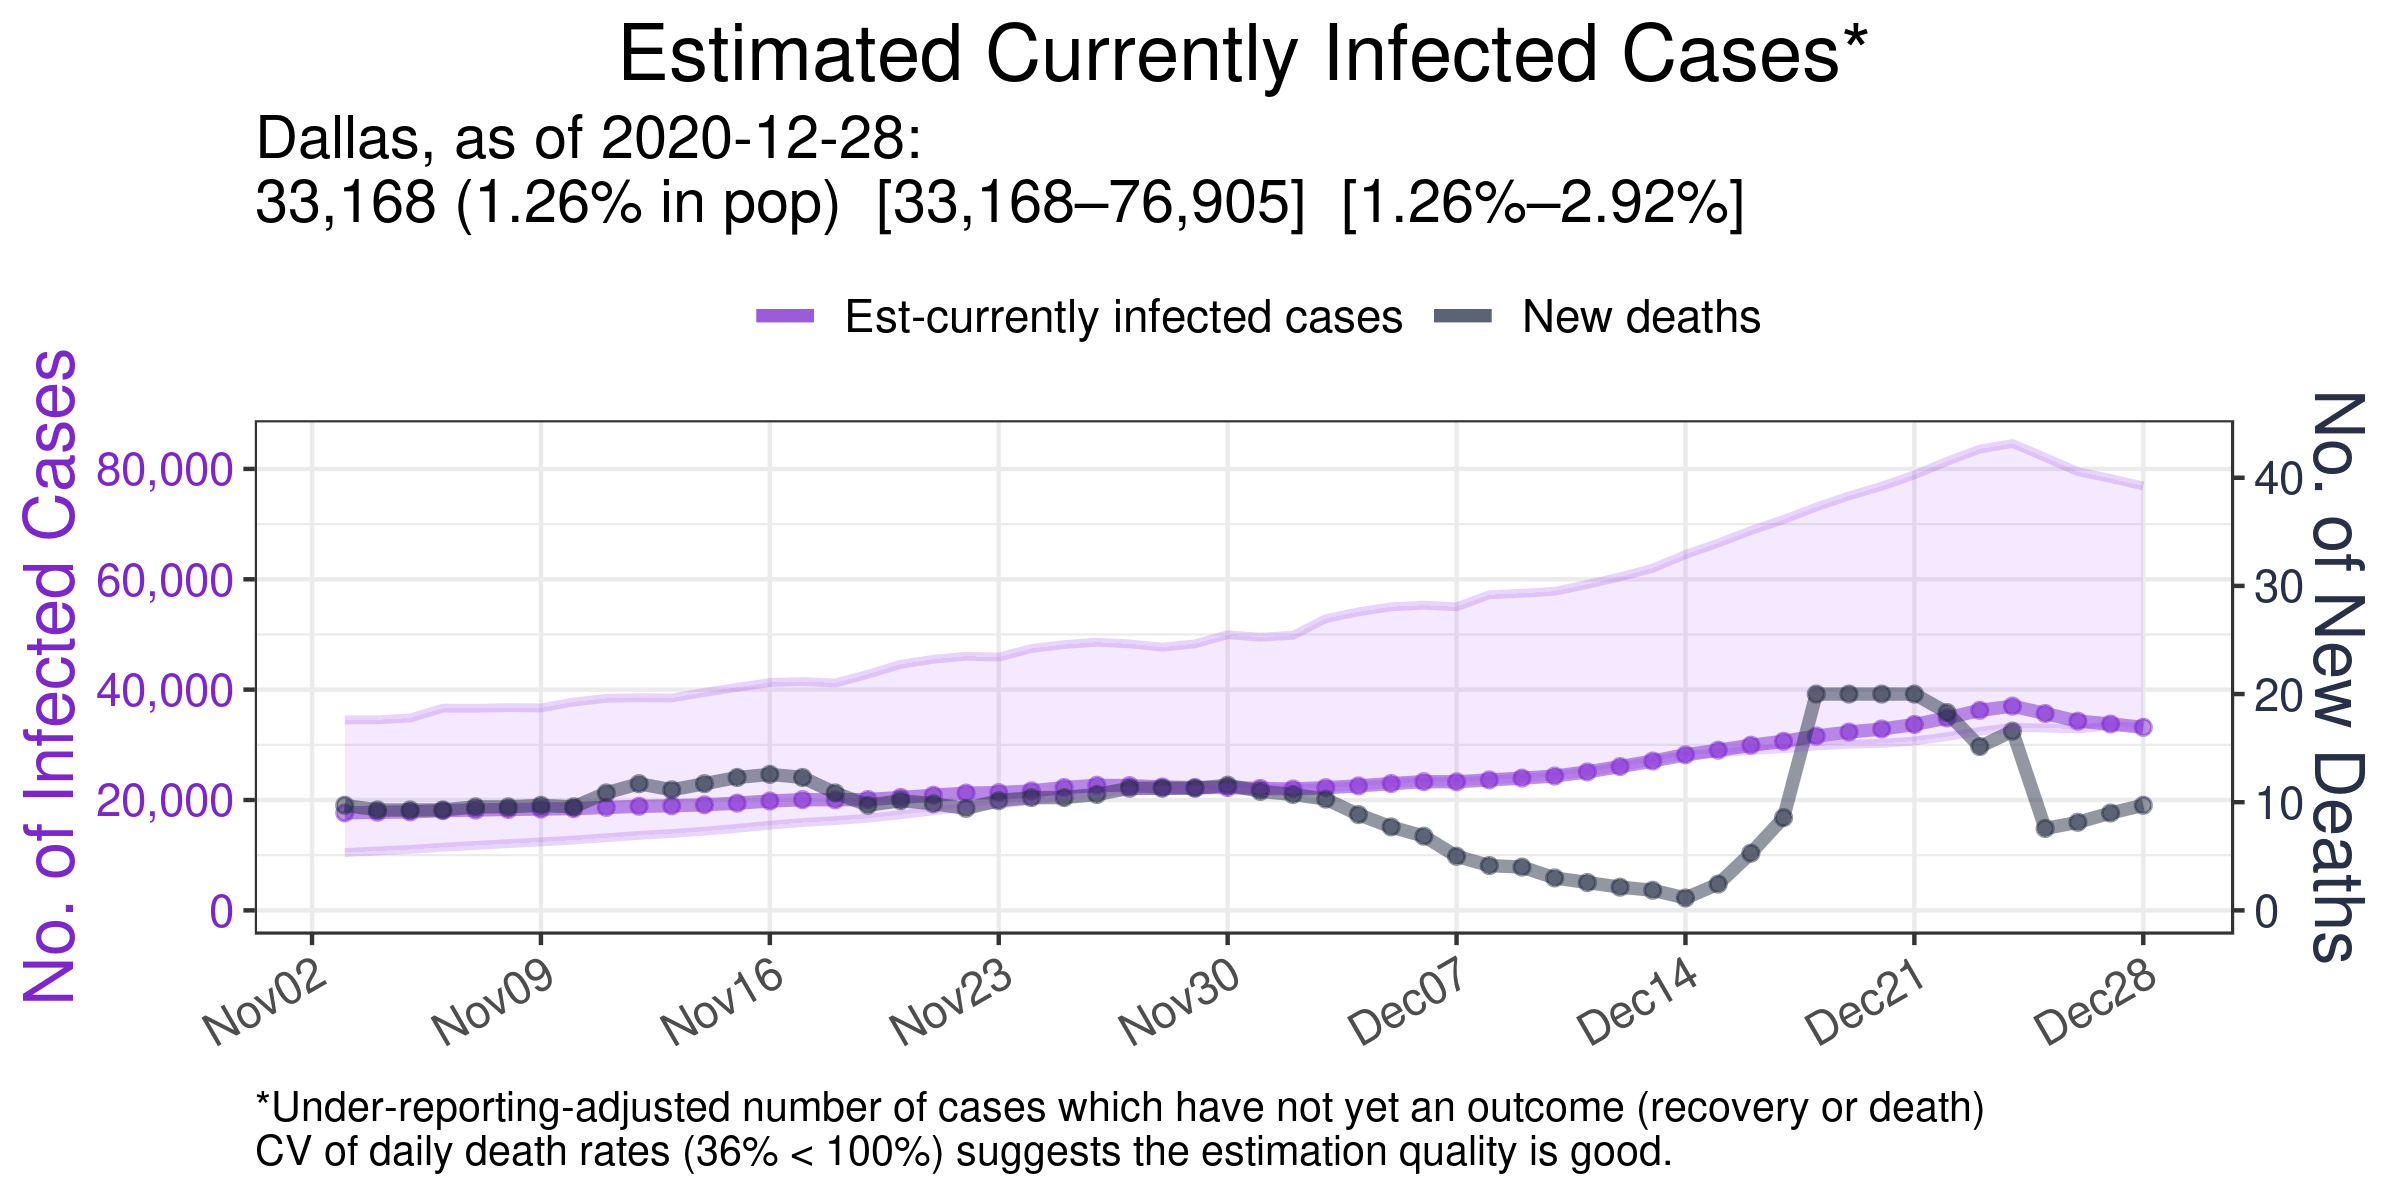 Estimated Currently Infected Cases*
Dallas, as of 2020-12-28:
33,168 (1.26% in pop)  [33,168–76,905]  [1.26%–2.92%]
Est-currently infected cases
New deaths
No. of Infected Cases
80,000
60,000
40,000
20,000
0
40
30
20
10
0
No. of New Deaths
Nov02
Nov09
Nov16
Nov23
Nov30
Dec07
Dec14
Dec21
Dec28
*Under-reporting-adjusted number of cases which have not yet an outcome (recovery or death)
CV of daily death rates (36% < 100%) suggests the estimation quality is good.